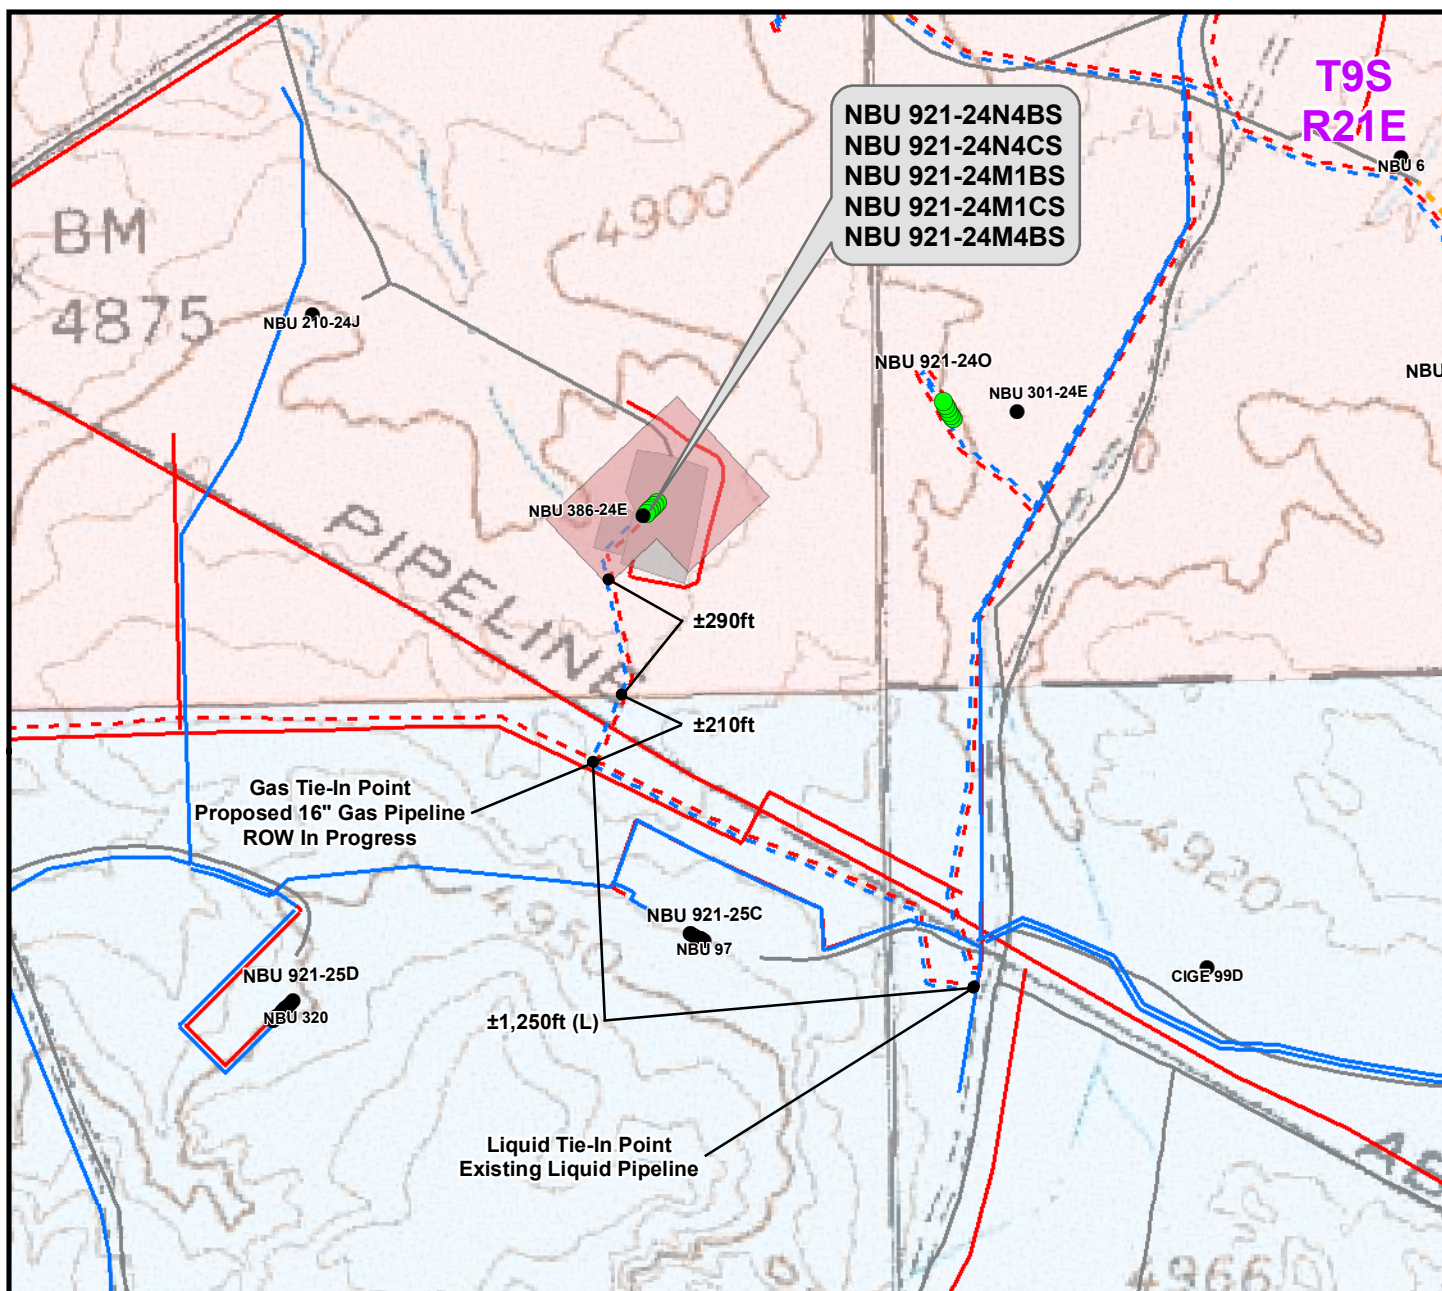 T9S
R21E
NBU 921-24N4BS
NBU 921-24N4CS
NBU 921-24M1BS
NBU 921-24M1CS
NBU 921-24M4BS
NBU 6
4900
BM
4875
NBU 210-24J
NBU 921-24O
NBU 301-24E
NBU
NBU 386-24E
PIPELINE
±290ft
±210ft
Gas Tie-In Point
Proposed 16" Gas Pipeline
ROW In Progress
4920
NBU 921-25C
NBU 97
NBU 921-25D
NBU 320
CIGE 99D
±1,250ft (L)
Liquid Tie-In Point
Existing Liquid Pipeline
4966